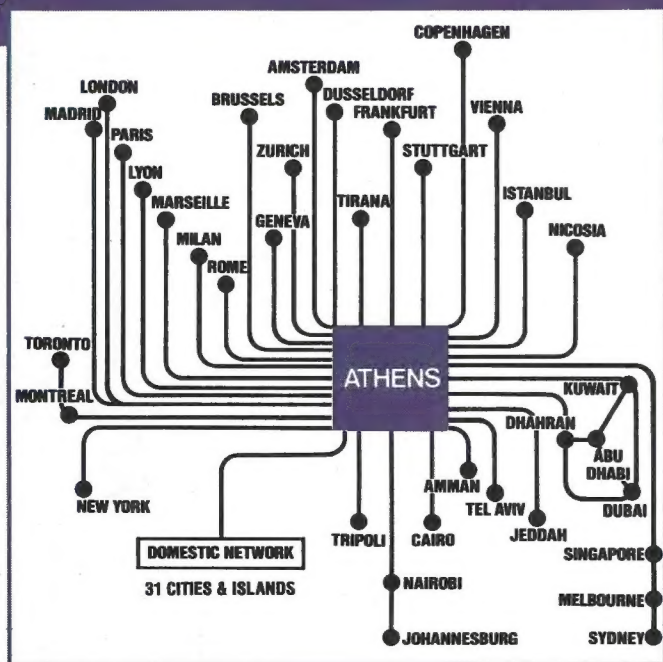 COPENHAGEN
AMSTERDAM
LONDON
DUSSELDORF
BRUSSELS
MADRID
FRANKFURT
VIENNA
PARIS
ZURICH
STUTTGART
LYON
ISTANBUL
MARSEILLE
TIRANA
GENEVA
NICOSIA
MILAN
ROME
TORONTO
ATHENS
KUWAIT
MONTREAL
DHAHRAN
ABU
DHABI
AMMAN
NEW YORK
TEL AVIV
DUBAI
JEDDAH
TRIPOLI
CAIRO
DOMESTIC NETWORK
SINGAPORE
31 CITIES & ISLANDS
NAIROBI
MELBOURNE
JOHANNESBURG
SYDNEY